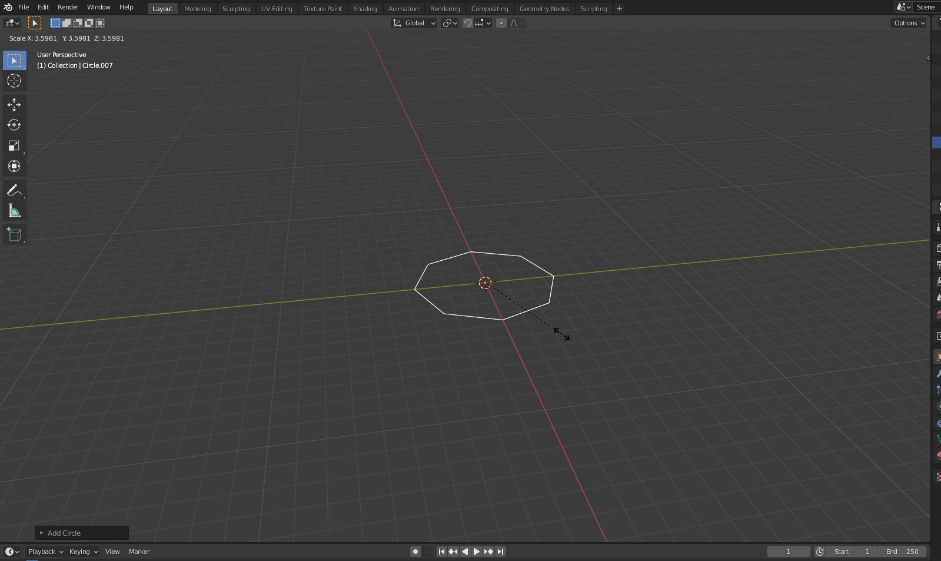 File Edit Render Window Help Layout Modeling Sculpting UV Editing Texture Paint Shading Animation Rendering Compositing Geometry Nodes Scripting + Scene
Global Options
Scale X: 3.5981 Y: 3.5981 Z: 3.5981
User Perspective
(1) Collection | Circle.007
Add Circle
Playback Keying View Marker 1 Start 1 End 250